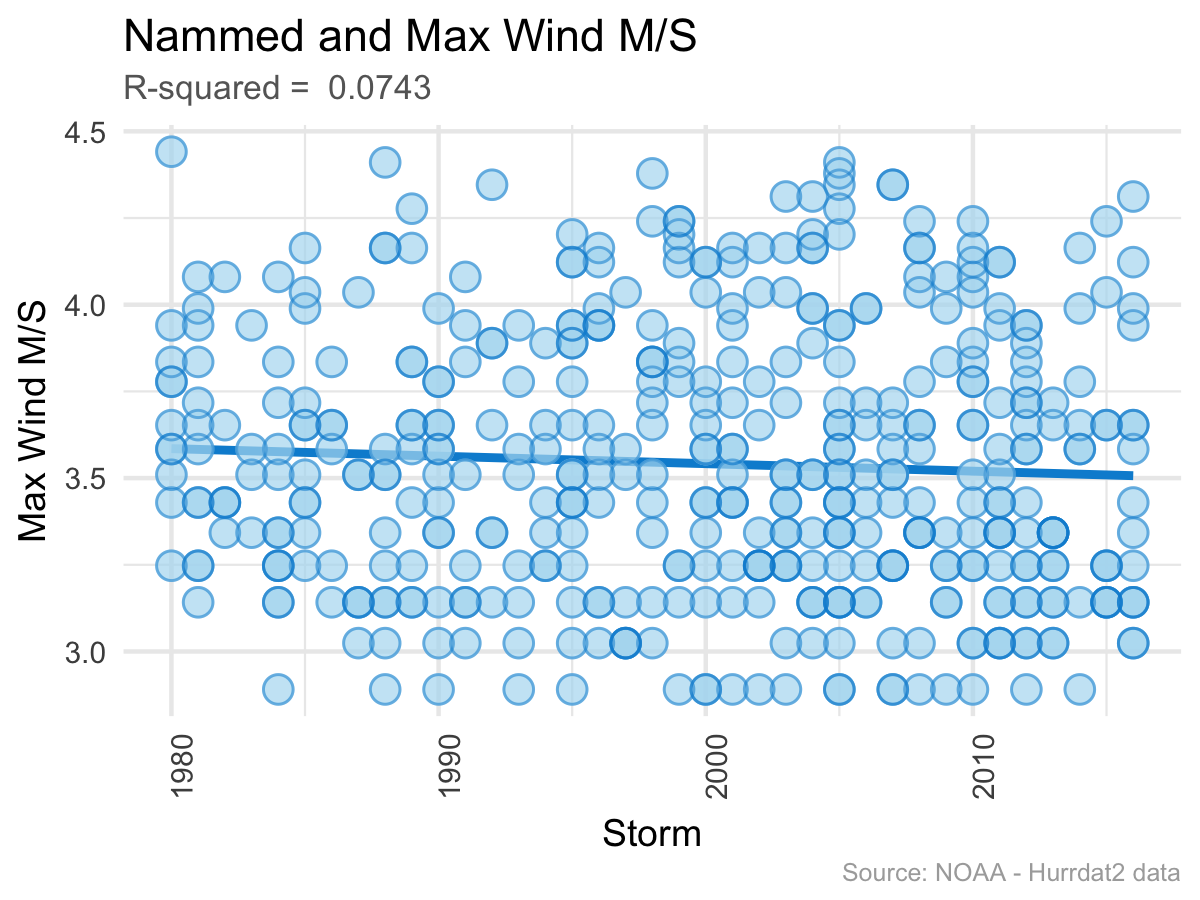 Nammed and Max Wind M/S
R-squared =  0.0743
4.5
4.0
3.5
3.0
Max Wind M/S
1980
1990
2000
2010
Storm
Source: NOAA - Hurrdat2 data